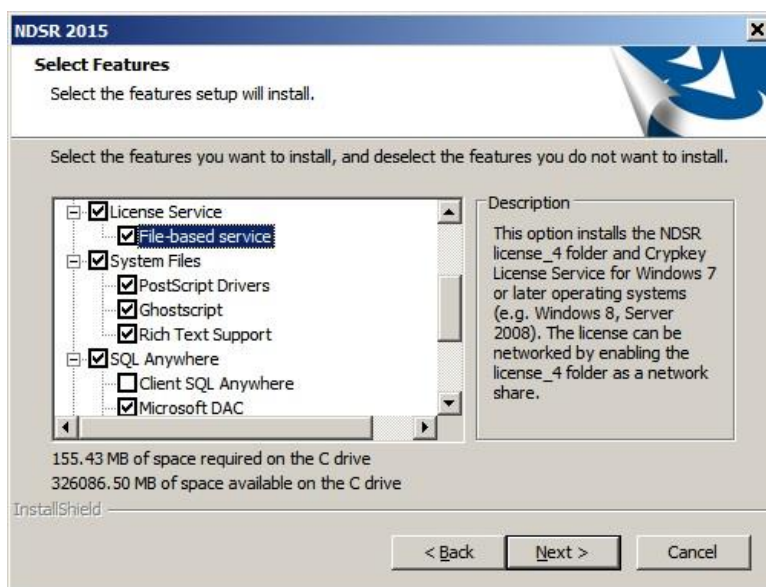 NDSR 2015
Select Features
Select the features setup will install.
Select the features you want to install, and deselect the features you do not want to install.
License Service
File-based service
System Files
PostScript Drivers
Ghostscript
Rich Text Support
SQL Anywhere
Client SQL Anywhere
Microsoft DAC
Description
This option installs the NDSR
license_4 folder and Crypkey
License Service for Windows 7
or later operating systems
(e.g. Windows 8, Server
2008). The license can be
networked by enabling the
license_4 folder as a network
share.
155.43 MB of space required on the C drive
326086.50 MB of space available on the C drive
InstallShield
< Back
Next >
Cancel